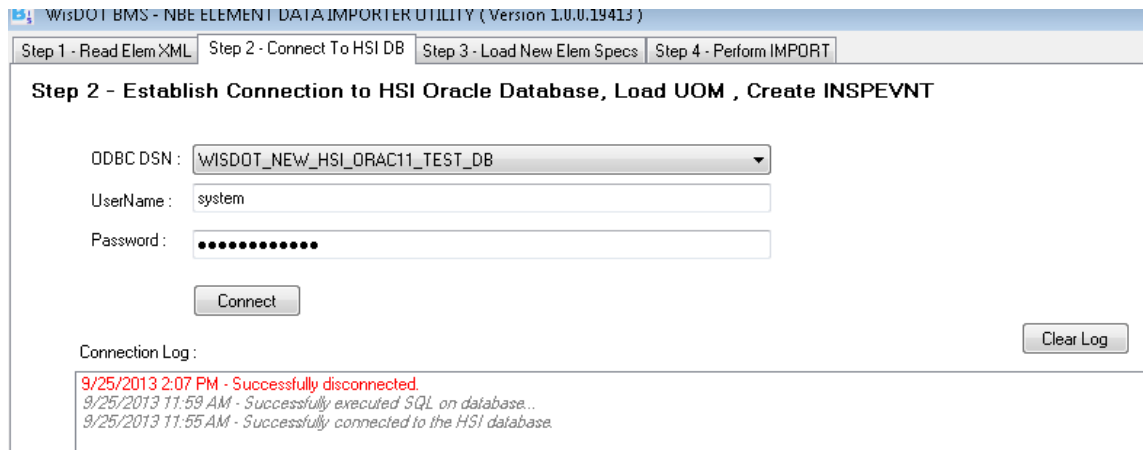 WisDOT BMS - NBE ELEMENT DATA IMPORTER UTILITY ( Version 1.0.0.19413 )
Step 1 - Read Elem XML Step 2 - Connect To HSI DB Step 3 - Load New Elem Specs Step 4 - Perform IMPORT
Step 2 - Establish Connection to HSI Oracle Database, Load UOM , Create INSPEVNT
ODBC DSN : WISDOT_NEW_HSI_ORAC11_TEST_DB
UserName : system
Password : ●●●●●●●●●●●●
Connect
Clear Log
Connection Log :
9/25/2013 2:07 PM - Successfully disconnected.
9/25/2013 11:59 AM - Successfully executed SQL on database...
9/25/2013 11:55 AM - Successfully connected to the HSI database.